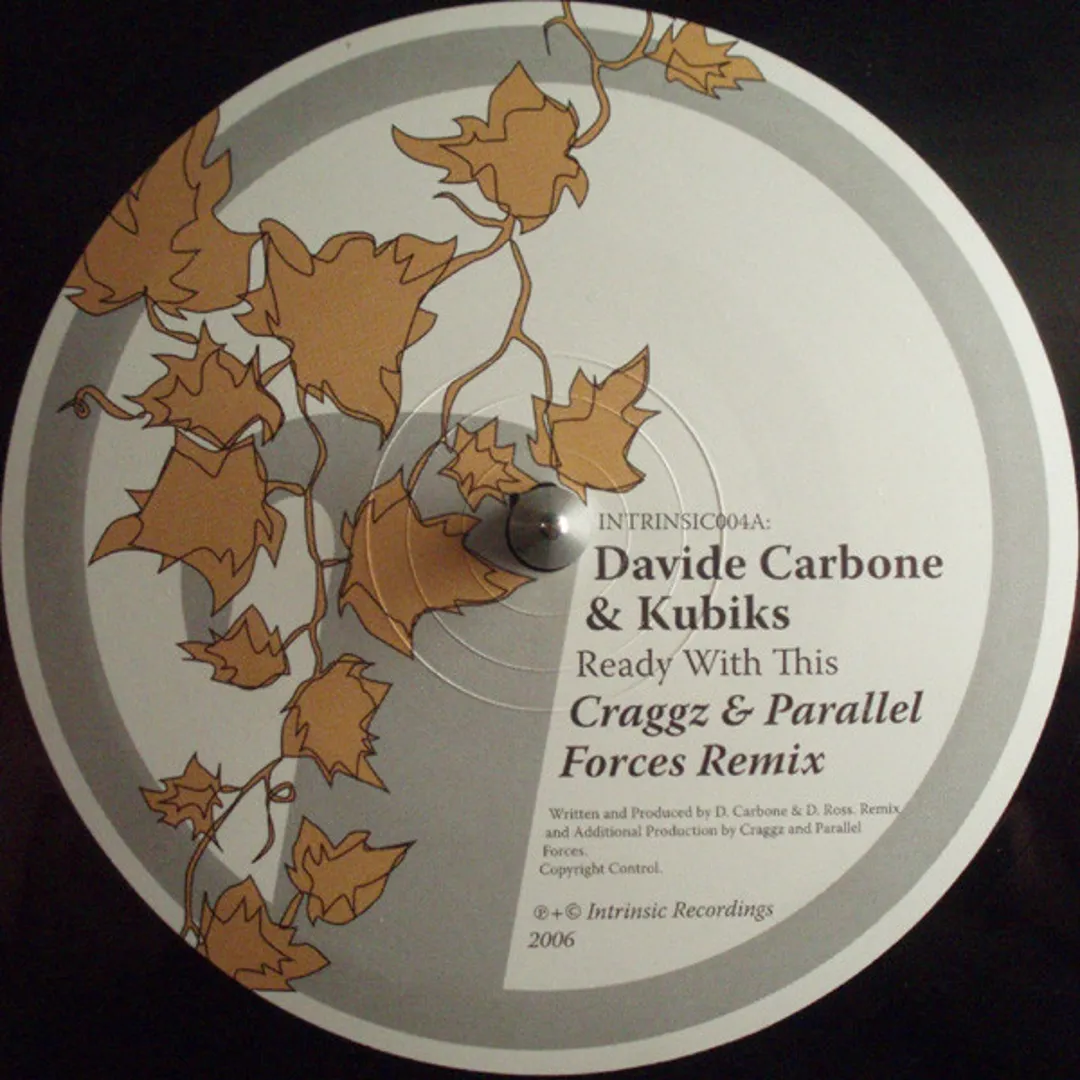 INTRINSIC004A:
Davide Carbone
& Kubiks
Ready With This
Craggz & Parallel
Forces Remix
Written and Produced by D. Carbone & D. Ross. Remix
and Additional Production by Craggz and Parallel
Forces.
Copyright Control.
℗+© Intrinsic Recordings
2006